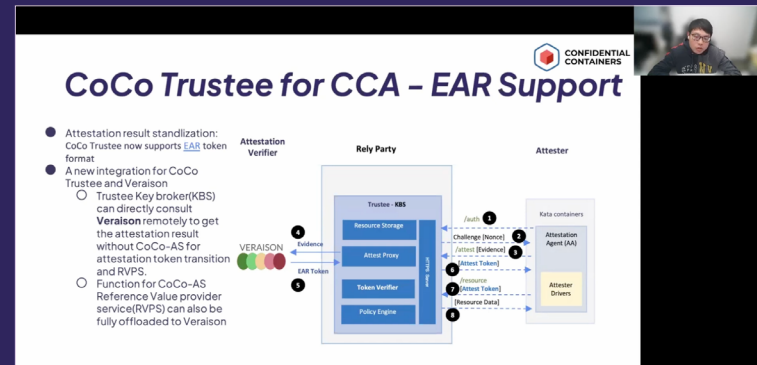 CONFIDENTIAL
CONTAINERS
CoCo Trustee for CCA – EAR Support
Attestation result standlization:
CoCo Trustee now supports EAR token
format
A new integration for CoCo
Trustee and Veraison
Trustee Key broker(KBS)
can directly consult
Veraison remotely to get
the attestation result
without CoCo-AS for
attestation token transition
and RVPS.
Function for CoCo-AS
Reference Value provider
service(RVPS) can also be
fully offloaded to Veraison
Attestation
Verifier
Rely Party
Attester
VERAISON
4
Evidence
EAR Token
5
Trustee - KBS
Resource Storage
Attest Proxy
Token Verifier
Policy Engine
/auth 1
Challenge [Nonce] 2
/attest [Evidence] 3
6 [Attest Token]
/resource
7 [Attest Token]
[Resource Data]
8
Kata containers
Attestation
Agent (AA)
Attester
Drivers